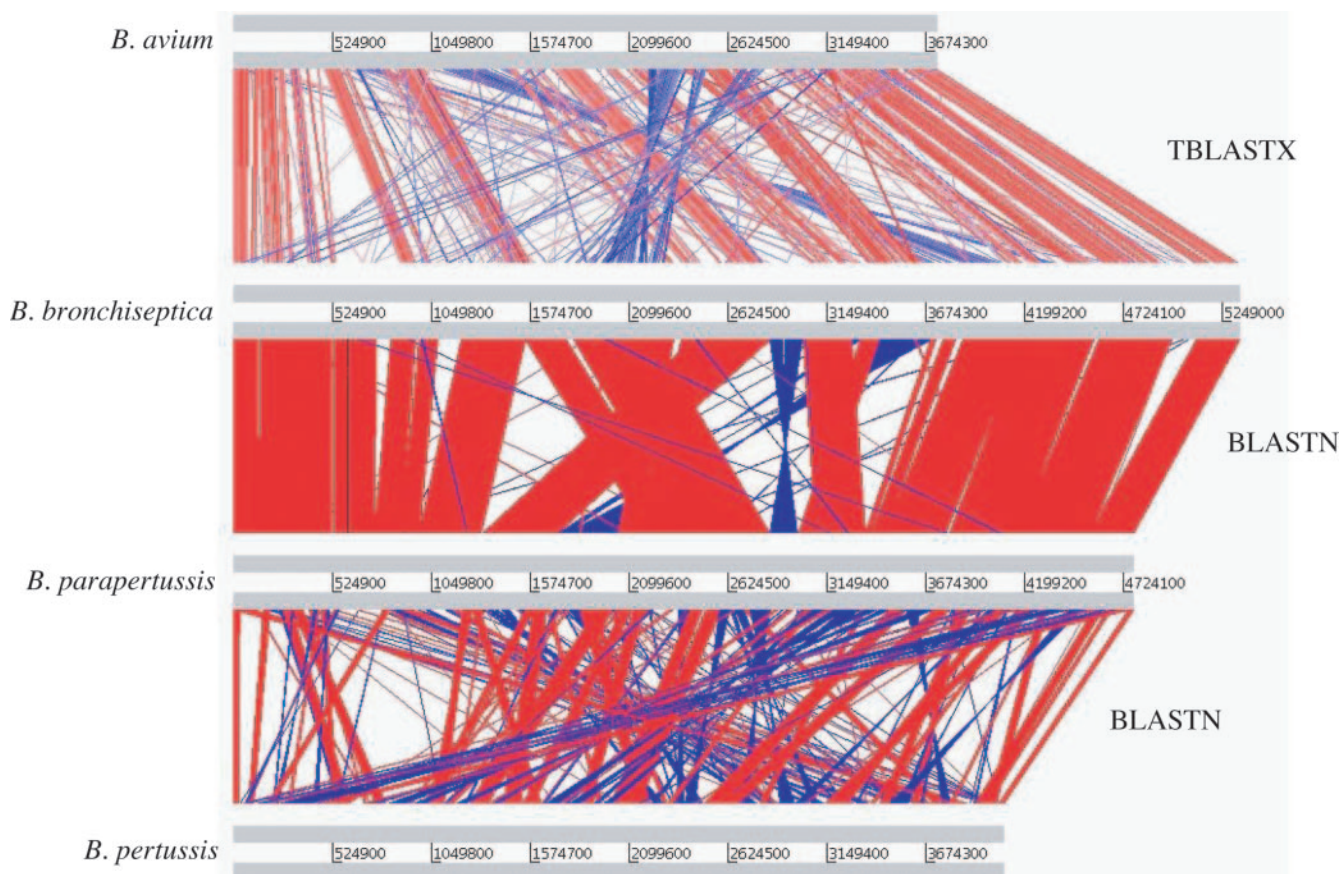 B. avium
524900 1049800 1574700 2099600 2624500 3149400 3674300
TBLASTX
B. bronchiseptica
524900 1049800 1574700 2099600 2624500 3149400 3674300 4199200 4724100 5249000
BLASTN
B. parapertussis
524900 1049800 1574700 2099600 2624500 3149400 3674300 4199200 4724100
BLASTN
B. pertussis
524900 1049800 1574700 2099600 2624500 3149400 3674300